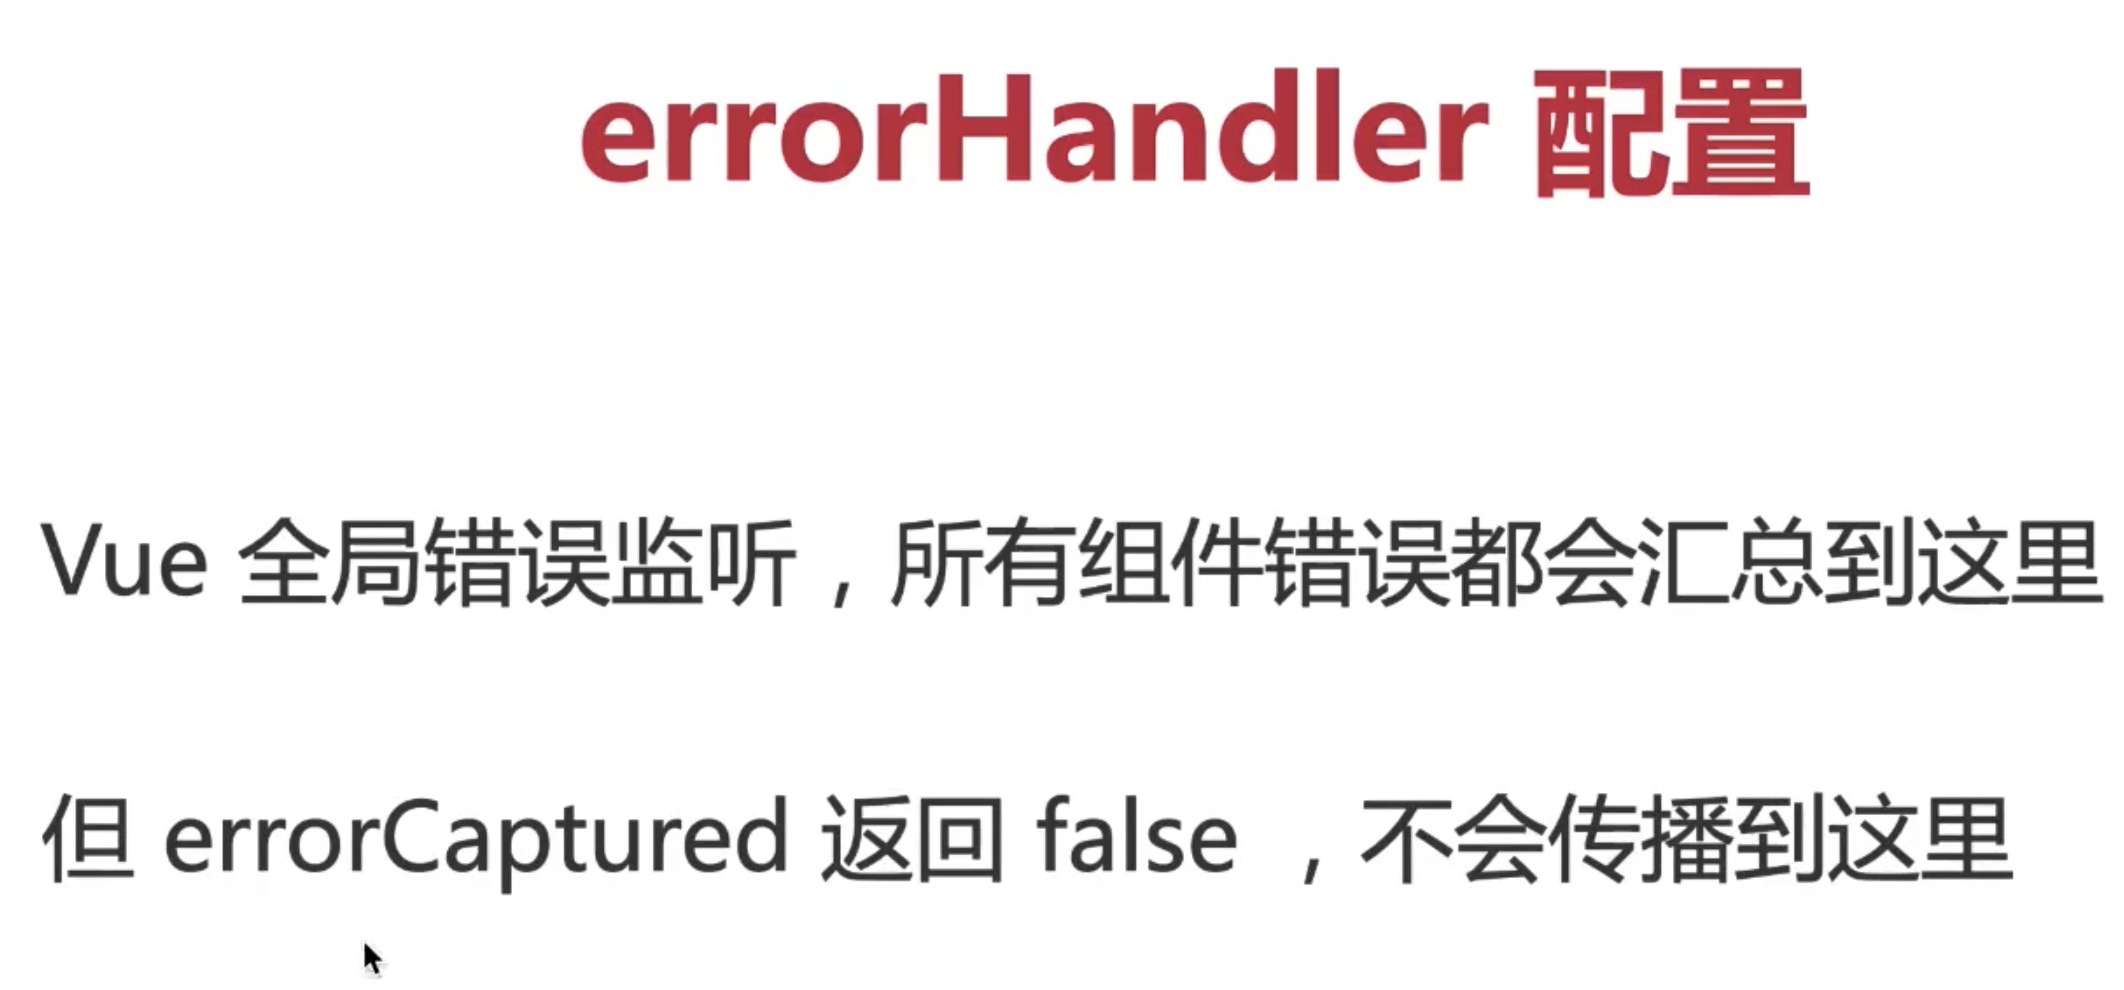 errorHandler 配置
Vue 全局错误监听，所有组件错误都会汇总到这里
但 errorCaptured 返回 false ，不会传播到这里